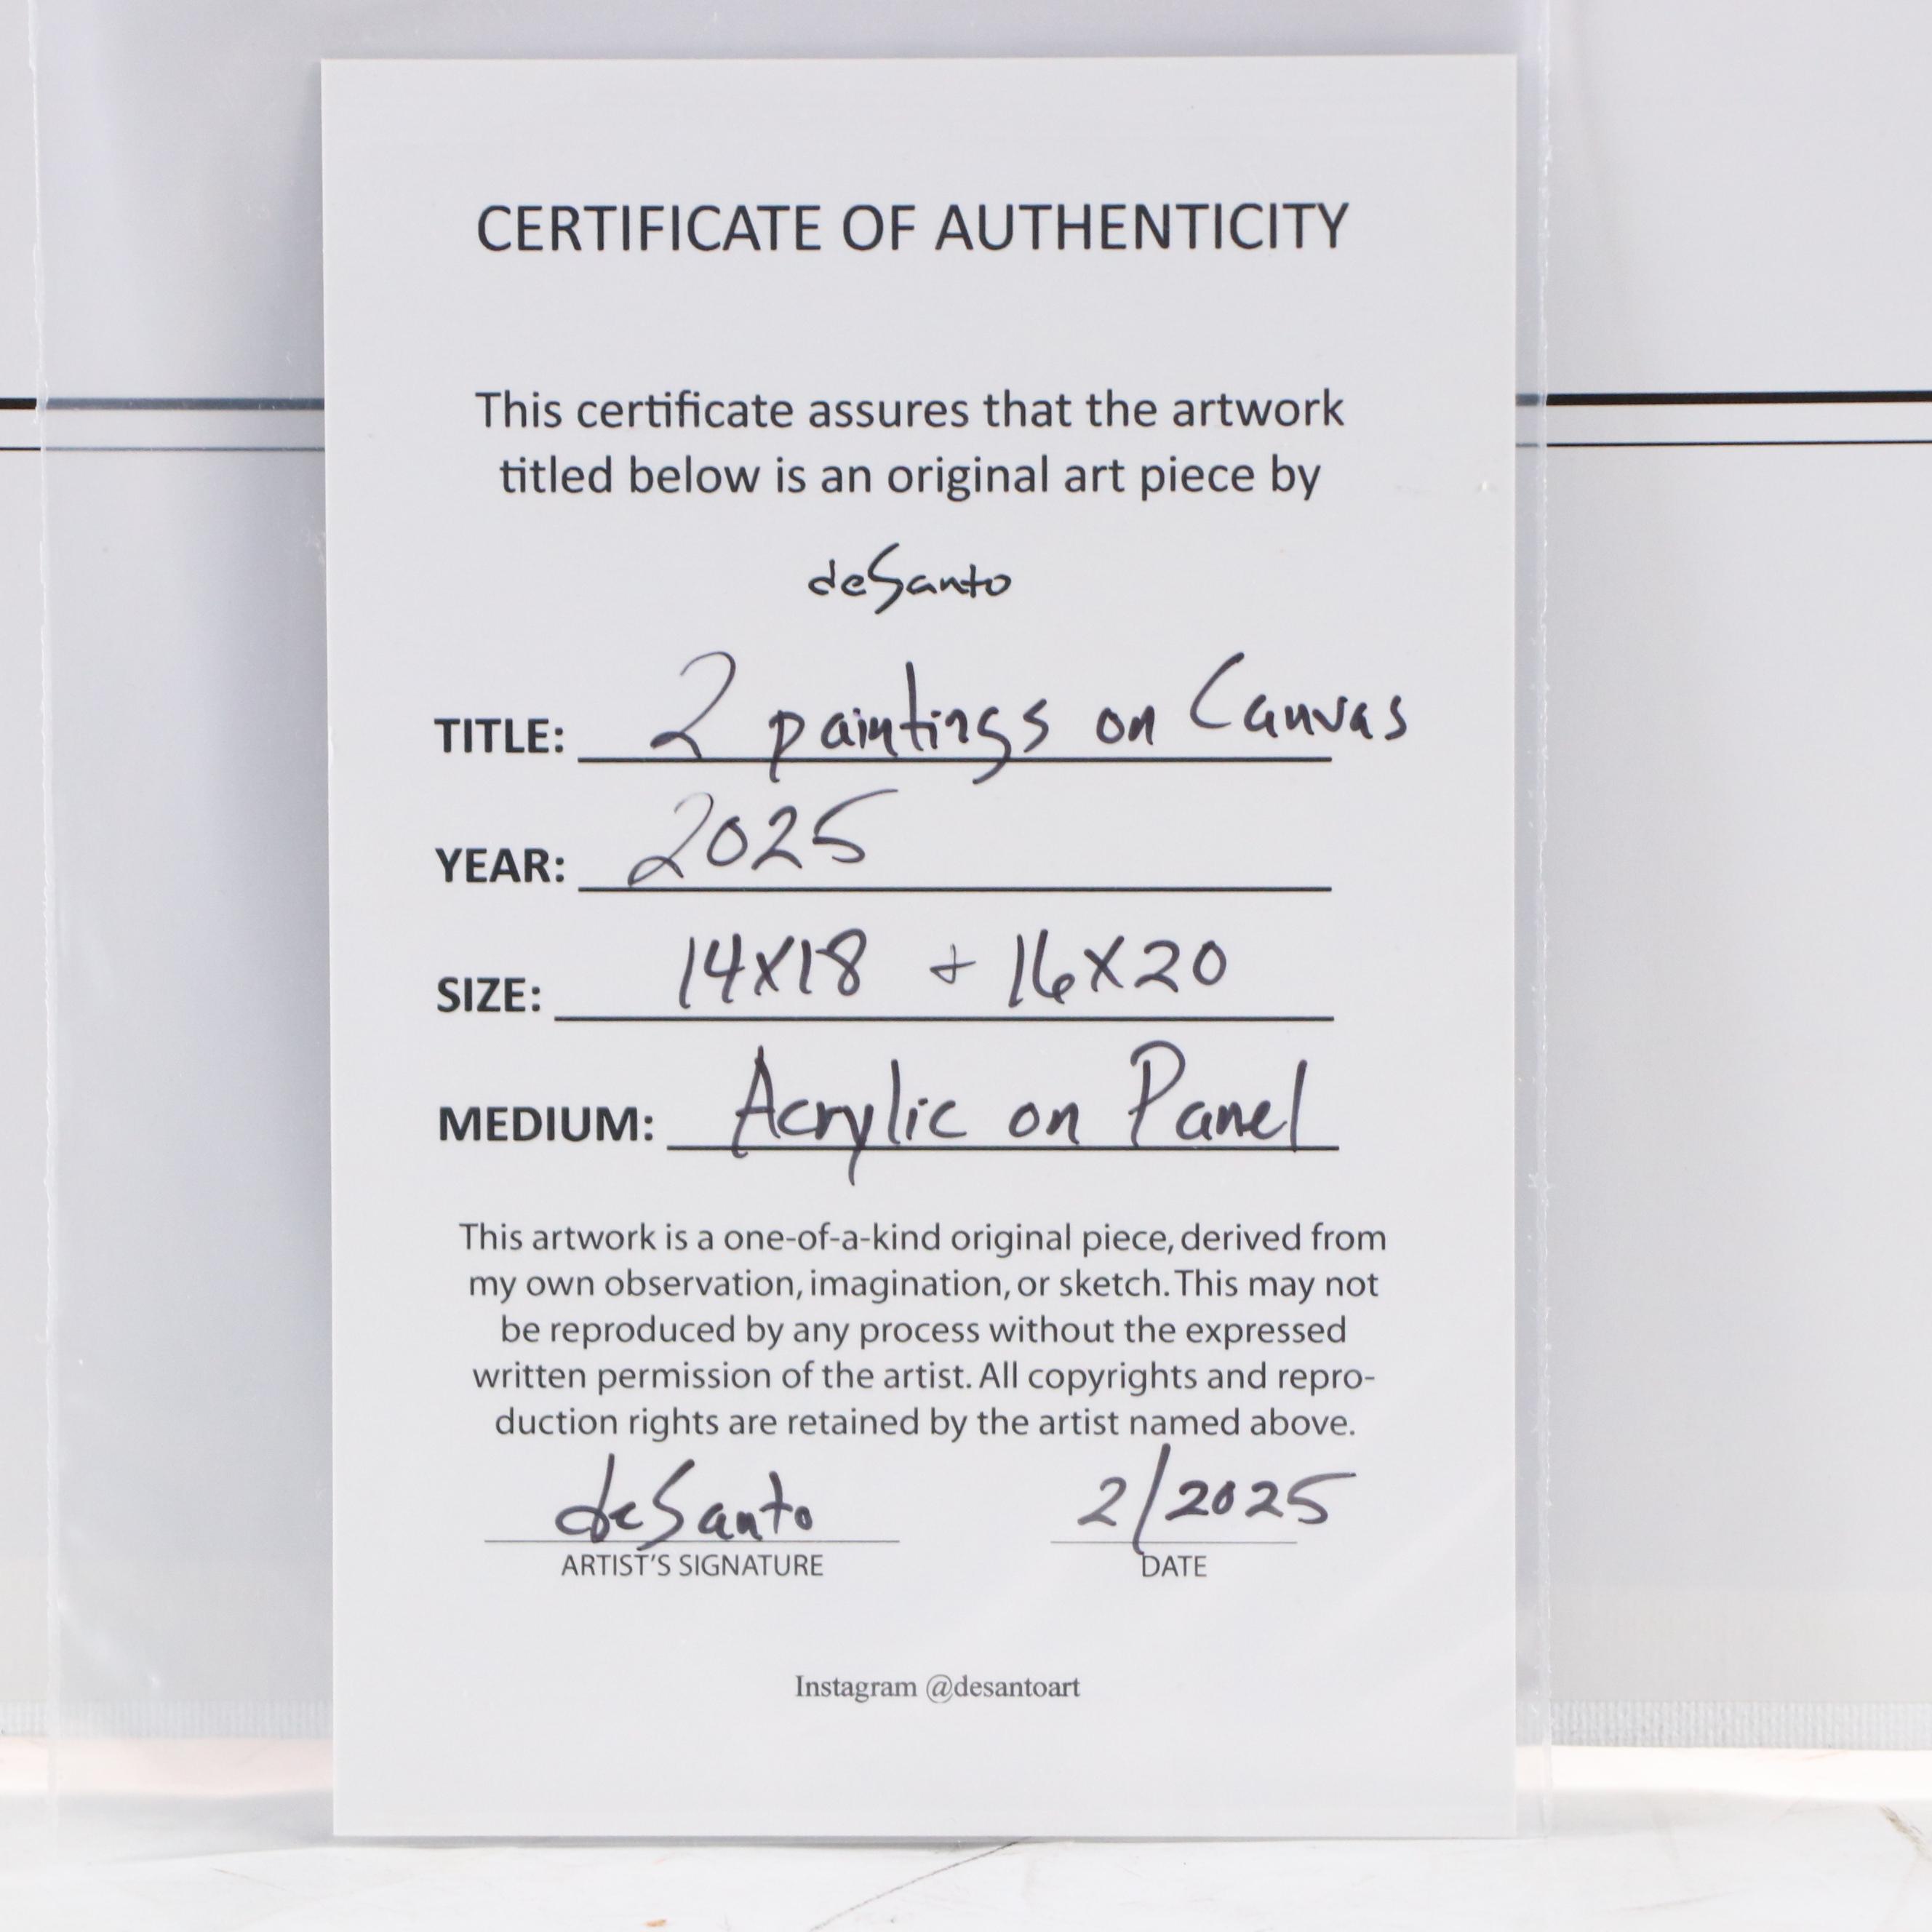 CERTIFICATE OF AUTHENTICITY
This certificate assures that the artwork
titled below is an original art piece by
deSanto
TITLE: 2 paintings on Canvas
YEAR: 2025
SIZE: 14X18 + 16X20
MEDIUM: Acrylic on Panel
This artwork is a one-of-a-kind original piece, derived from
my own observation, imagination, or sketch. This may not
be reproduced by any process without the expressed
written permission of the artist. All copyrights and repro-
duction rights are retained by the artist named above.
deSanto 2/2025
ARTIST'S SIGNATURE DATE
Instagram @desantoart